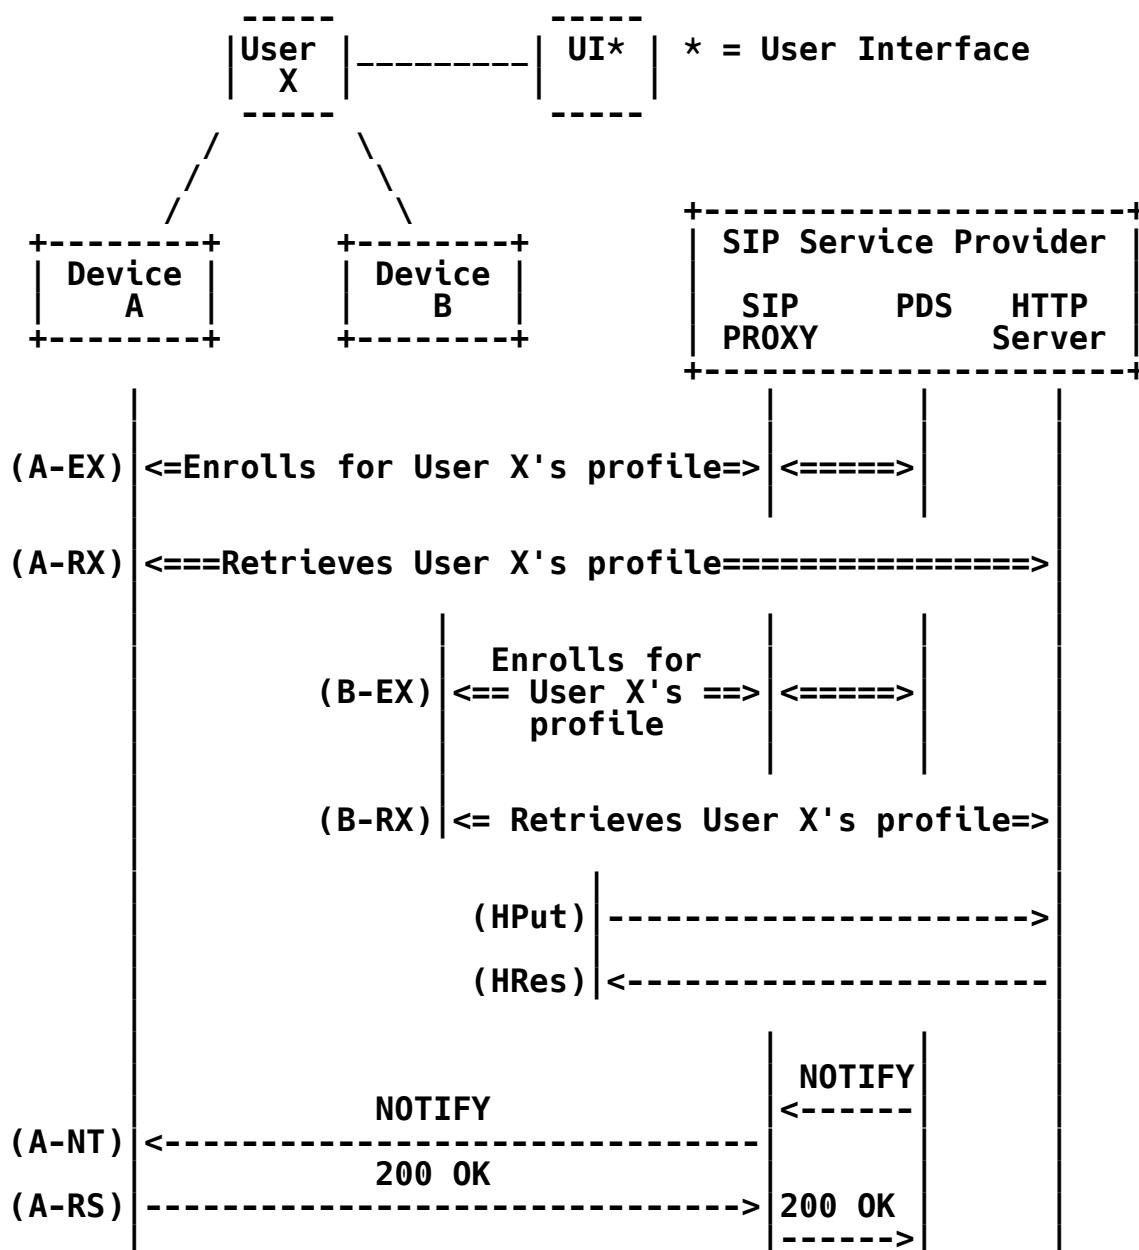 User UI* * = User Interface
X
SIP Service Provider
Device Device
A B SIP PDS HTTP
PROXY Server
(A-EX) <=Enrolls for User X's profile=> <=====>
(A-RX) <===Retrieves User X's profile================>
Enrolls for
(B-EX) <== User X's ==> <=====>
profile
(B-RX) <= Retrieves User X's profile=>
(HPut) ---------------------->
(HRes) <----------------------
NOTIFY
NOTIFY <------
(A-NT) <-------------------------------
200 OK
(A-RS) --------------------------------> 200 OK
------>